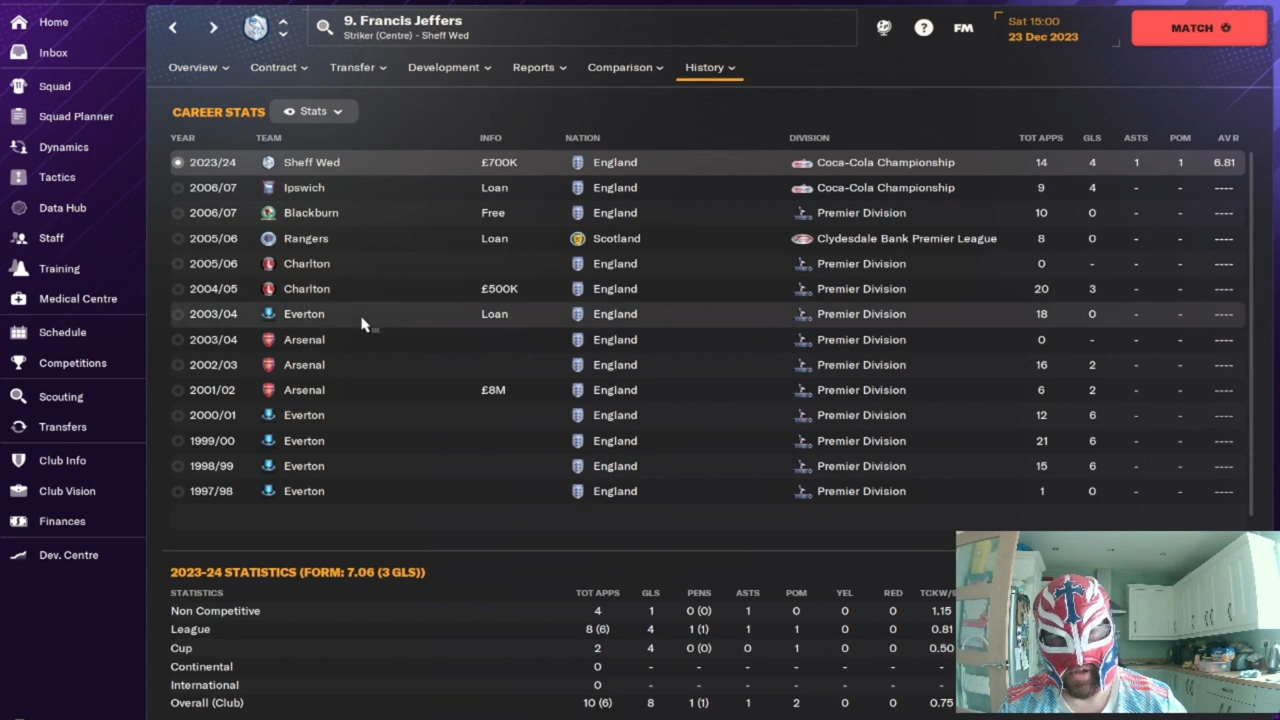 Home
Inbox
Squad
Squad Planner
Dynamics
Tactics
Data Hub
Staff
Training
Medical Centre
Schedule
Competitions
Scouting
Transfers
Club Info
Club Vision
Finances
Dev. Centre
9. Francis Jeffers
Striker (Centre) - Sheff Wed
? FM
Sat 15:00
23 Dec 2023
MATCH
Overview Contract Transfer Development Reports Comparison History
CAREER STATS Stats
YEAR TEAM INFO NATION DIVISION TOT APPS GLS ASTS POM AV R
2023/24 Sheff Wed £700K England Coca-Cola Championship 14 4 1 1 6.81
2006/07 Ipswich Loan England Coca-Cola Championship 9 4 - - ----
2006/07 Blackburn Free England Premier Division 10 0 - - ----
2005/06 Rangers Loan Scotland Clydesdale Bank Premier League 8 0 - - ----
2005/06 Charlton England Premier Division 0 - - - ----
2004/05 Charlton £500K England Premier Division 20 3 - - ----
2003/04 Everton Loan England Premier Division 18 0 - - ----
2003/04 Arsenal England Premier Division 0 - - - ----
2002/03 Arsenal England Premier Division 16 2 - - ----
2001/02 Arsenal £8M England Premier Division 6 2 - - ----
2000/01 Everton England Premier Division 12 6 - - ----
1999/00 Everton England Premier Division 21 6 - - ----
1998/99 Everton England Premier Division 15 6 - - ----
1997/98 Everton England Premier Division 1 0 - - ----
2023-24 STATISTICS (FORM: 7.06 (3 GLS))
STATISTICS TOT APPS GLS PENS ASTS POM YEL RED TCKW/9
Non Competitive 4 1 0 (0) 1 0 0 0 1.15
League 8 (6) 4 1 (1) 1 1 0 0 0.81
Cup 2 4 0 (0) 0 1 0 0 0.50
Continental 0 - - - - - - -
International 0 - - - - - - -
Overall (Club) 10 (6) 8 1 (1) 1 2 0 0 0.75